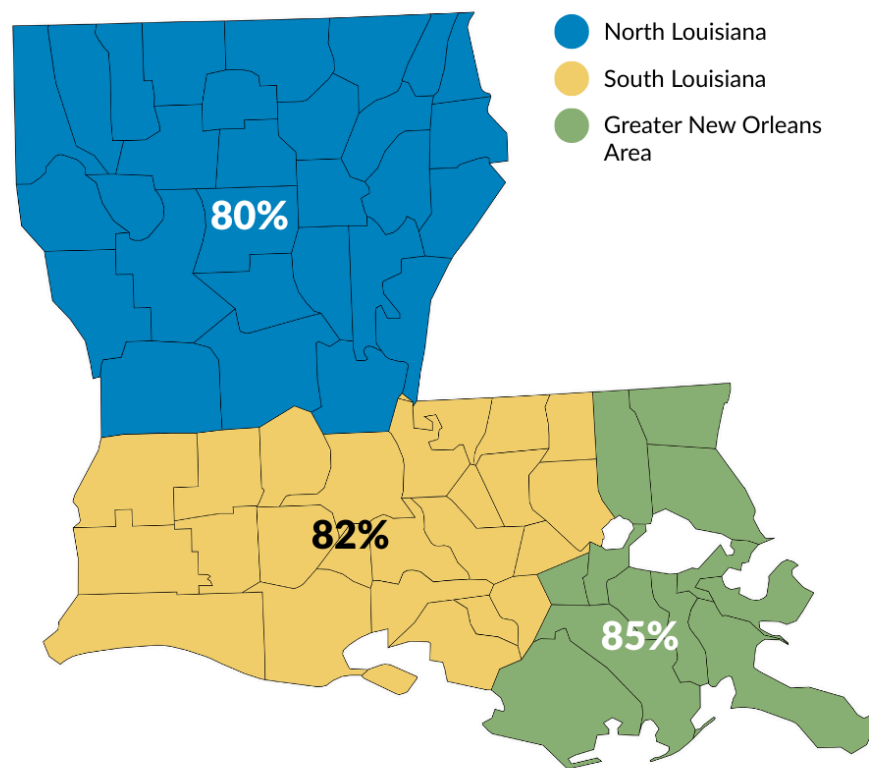 North Louisiana
South Louisiana
Greater New Orleans
Area
80%
82%
85%